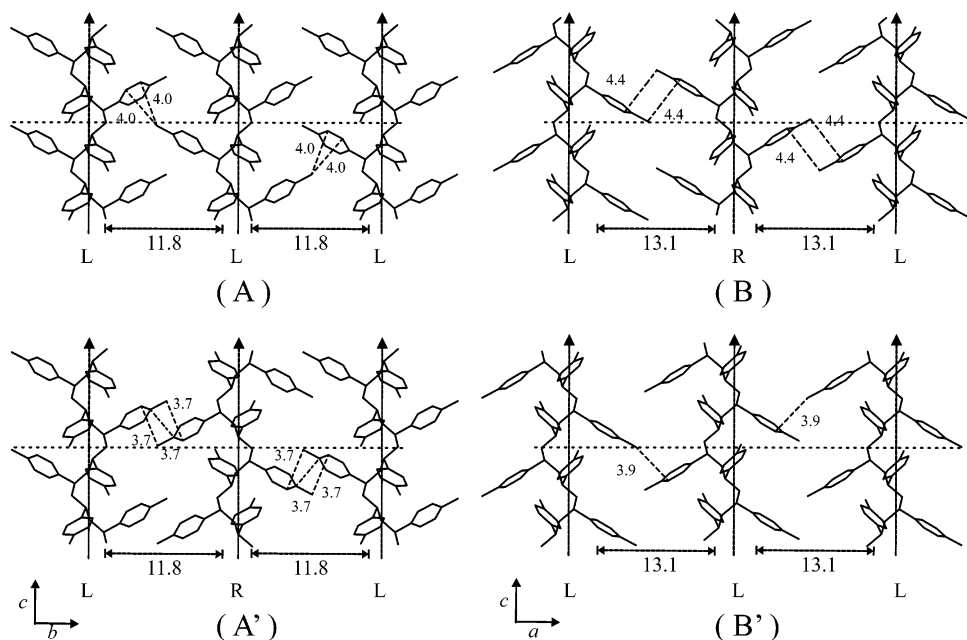 4.0
4.0
4.0
4.0
11.8
11.8
L
L
L
( A )
4.4
4.4
4.4
4.4
13.1
13.1
L
R
L
( B )
3.7
3.7
3.7
3.7
3.7
3.7
11.8
11.8
L
R
L
c
b
( A’ )
3.9
3.9
13.1
13.1
L
L
L
c
a
( B’ )